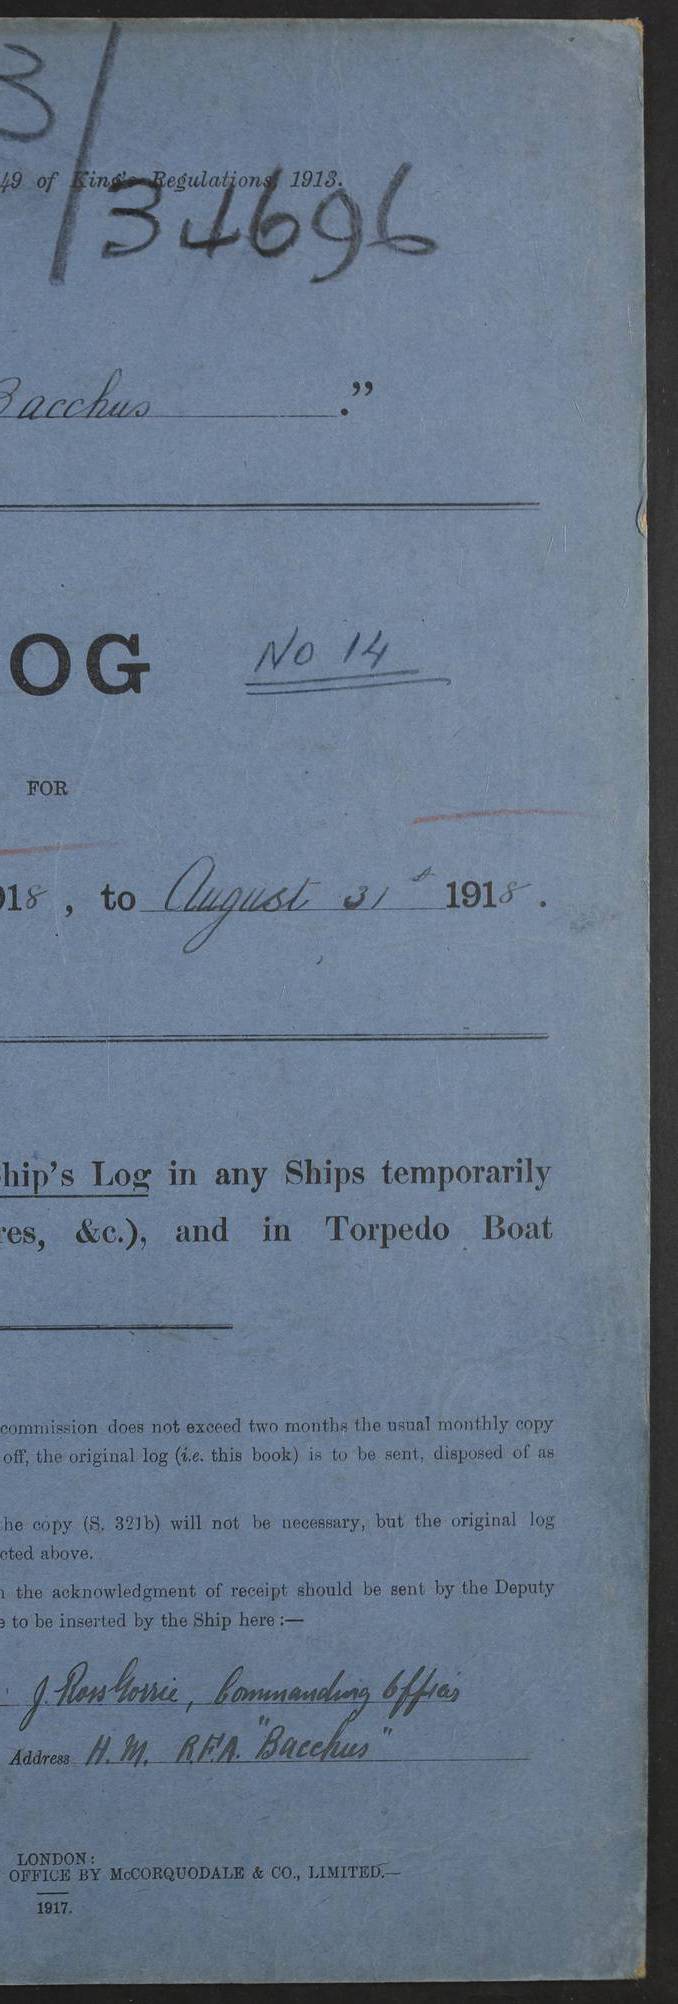 3/
49 of King's Regulations, 1913.
34696
Bacchus ."
OG No 14
FOR
918, to August 31st 1918.
hip's Log in any Ships temporarily
res, &c.), and in Torpedo Boat
commission does not exceed two months the usual monthly copy
off, the original log (i.e. this book) is to be sent, disposed of as
he copy (S. 321b) will not be necessary, but the original log
cted above.
n the acknowledgment of receipt should be sent by the Deputy
e to be inserted by the Ship here:—
J. Ross Gorrie, Commanding Officer
Address H.M. R.F.A. "Bacchus"
LONDON:
OFFICE BY McCORQUODALE & CO., LIMITED.—
1917.